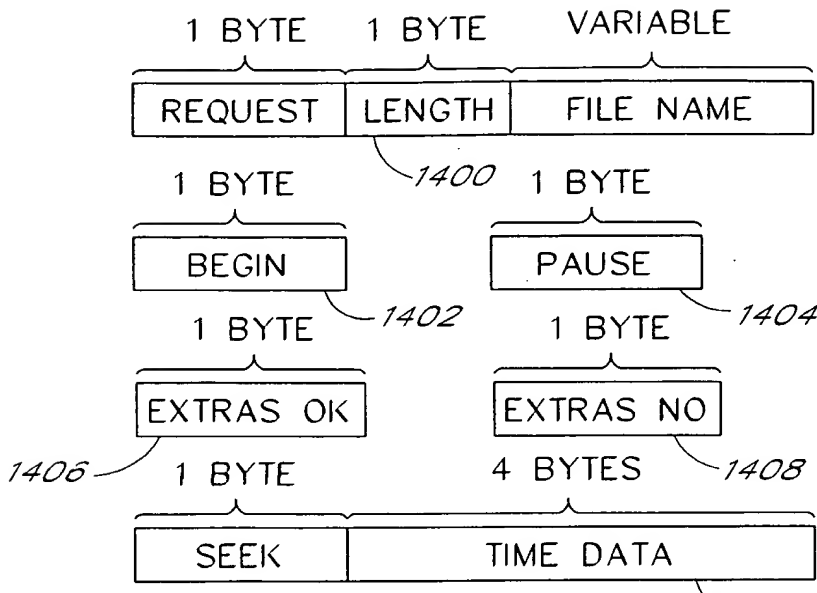 1 BYTE 1 BYTE VARIABLE
REQUEST LENGTH FILE NAME
1400
1 BYTE 1 BYTE
BEGIN PAUSE
1402 1404
1 BYTE 1 BYTE
EXTRAS OK EXTRAS NO
1406 1408
1 BYTE 4 BYTES
SEEK TIME DATA